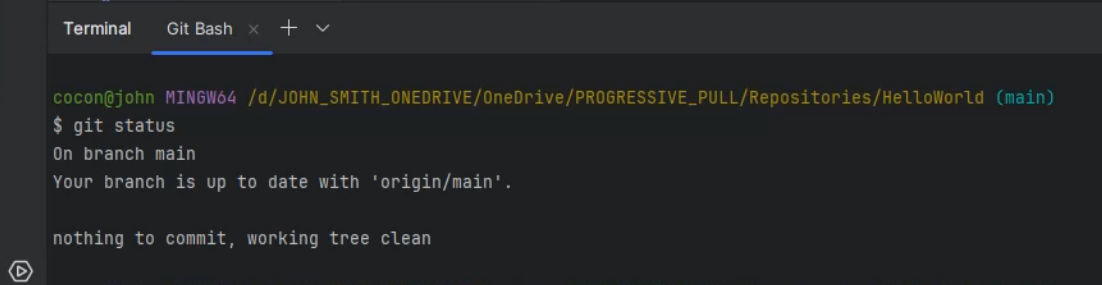 Terminal Git Bash
cocon@john MINGW64 /d/JOHN_SMITH_ONEDRIVE/OneDrive/PROGRESSIVE_PULL/Repositories/HelloWorld (main)
$ git status
On branch main
Your branch is up to date with 'origin/main'.
nothing to commit, working tree clean